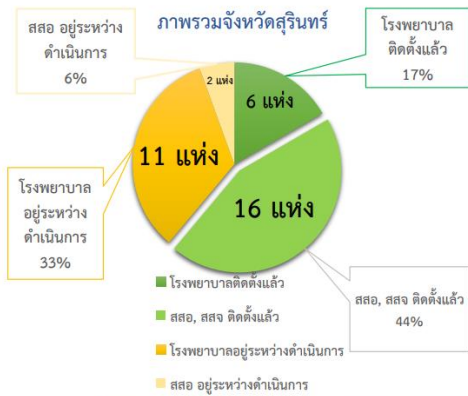 ภาพรวมจังหวัดสุรินทร์
สสอ อยู่ระหว่าง
ดำเนินการ
6%
โรงพยาบาล
ติดตั้งแล้ว
17%
2 แห่ง
6 แห่ง
11 แห่ง
16 แห่ง
โรงพยาบาล
อยู่ระหว่าง
ดำเนินการ
33%
สสอ, สสจ ติดตั้งแล้ว
44%
โรงพยาบาลติดตั้งแล้ว
สสอ, สสจ ติดตั้งแล้ว
โรงพยาบาลอยู่ระหว่างดำเนินการ
สสอ อยู่ระหว่างดำเนินการ